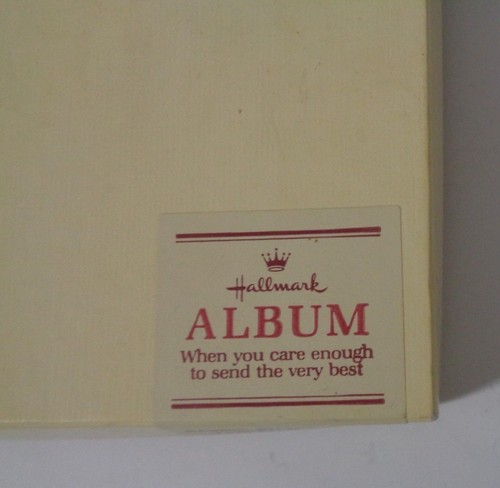 Hallmark
ALBUM
When you care enough
to send the very best